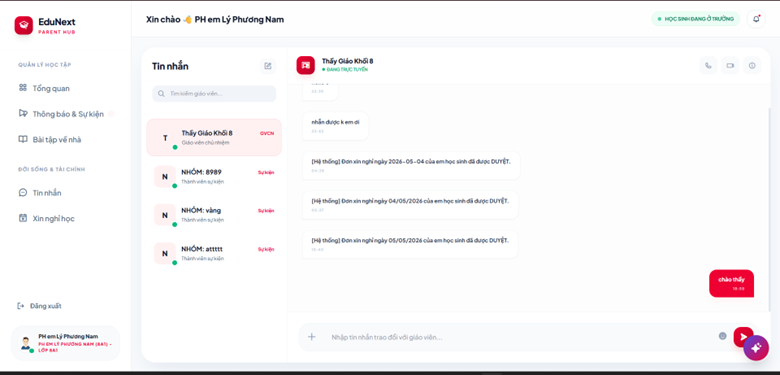 EduNext
PARENT HUB
Xin chào 👋 PH em Lý Phương Nam
HỌC SINH ĐANG Ở TRƯỜNG
QUẢN LÝ HỌC TẬP
Tổng quan
Thông báo & Sự kiện
Bài tập về nhà
ĐỜI SỐNG & TÀI CHÍNH
Tin nhắn
Xin nghỉ học
Đăng xuất
PH em Lý Phương Nam
PH EM LÝ PHƯƠNG NAM (8A1) -
LỚP 8A1
Tin nhắn
Tìm kiếm giáo viên...
T
Thầy Giáo Khối 8
GVCN
Giáo viên chủ nhiệm
N
NHÓM: 8989
Sự kiện
Thành viên sự kiện
N
NHÓM: vâng
Sự kiện
Thành viên sự kiện
N
NHÓM: attttt
Sự kiện
Thành viên sự kiện
Thầy Giáo Khối 8
ĐANG TRỰC TUYẾN
nhắn được k em ơi
[Hệ thống] Đơn xin nghỉ ngày 2026-05-04 của em học sinh đã được DUYỆT.
[Hệ thống] Đơn xin nghỉ ngày 04/05/2026 của em học sinh đã được DUYỆT.
[Hệ thống] Đơn xin nghỉ ngày 05/05/2026 của em học sinh đã được DUYỆT.
chào thầy
Nhập tin nhắn trao đổi với giáo viên...